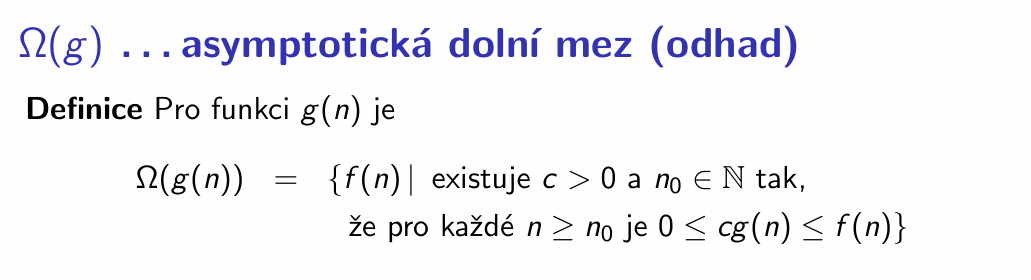 Ω(g) ... asymptotická dolní mez (odhad)
Definice Pro funkci g(n) je
Ω(g(n)) = {f(n) | existuje c > 0 a n₀ ∈ ℕ tak,
že pro každé n ≥ n₀ je 0 ≤ cg(n) ≤ f(n)}